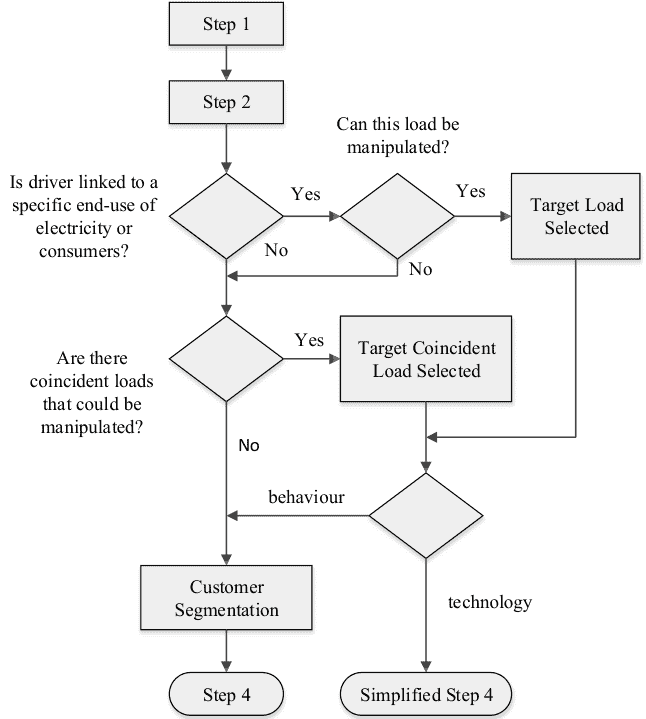 Step 1
Step 2
Can this load be
manipulated?
Is driver linked to a
specific end-use of
electricity or
consumers?
Yes
Yes
Target Load
Selected
No
No
Are there
coincident loads
that could be
manipulated?
Yes
Target Coincident
Load Selected
No
behaviour
Customer
Segmentation
technology
Step 4
Simplified Step 4